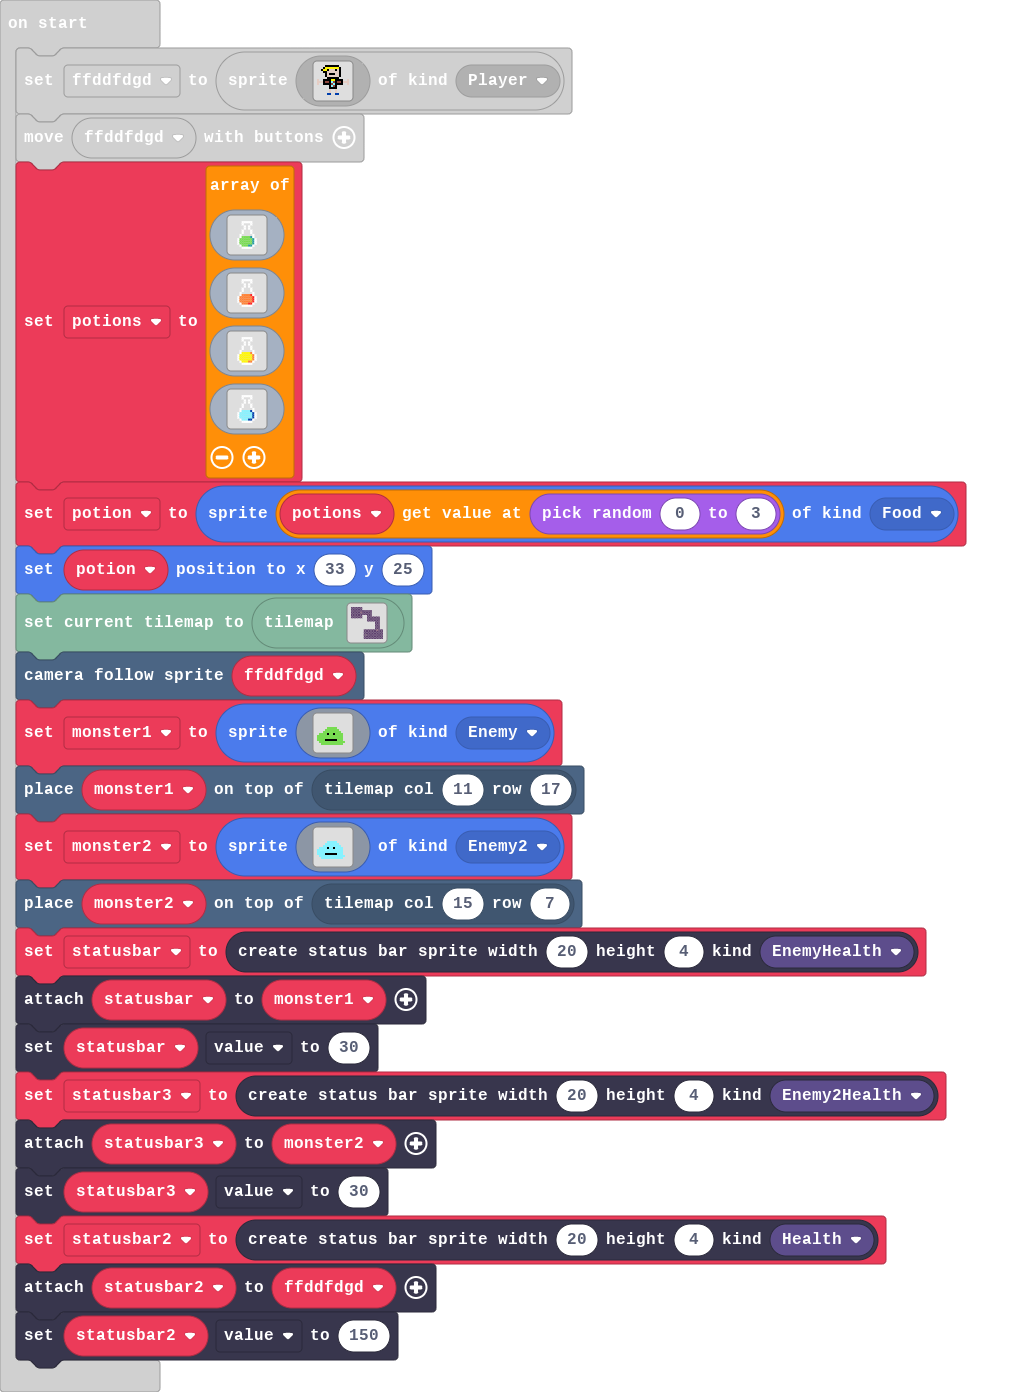 on start
set ffddfdgd to sprite of kind Player
move ffddfdgd with buttons
array of
set potions to
set potion to sprite potions get value at pick random 0 to 3 of kind Food
set potion position to x 33 y 25
set current tilemap to tilemap
camera follow sprite ffddfdgd
set monster1 to sprite of kind Enemy
place monster1 on top of tilemap col 11 row 17
set monster2 to sprite of kind Enemy2
place monster2 on top of tilemap col 15 row 7
set statusbar to create status bar sprite width 20 height 4 kind EnemyHealth
attach statusbar to monster1
set statusbar value to 30
set statusbar3 to create status bar sprite width 20 height 4 kind Enemy2Health
attach statusbar3 to monster2
set statusbar3 value to 30
set statusbar2 to create status bar sprite width 20 height 4 kind Health
attach statusbar2 to ffddfdgd
set statusbar2 value to 150